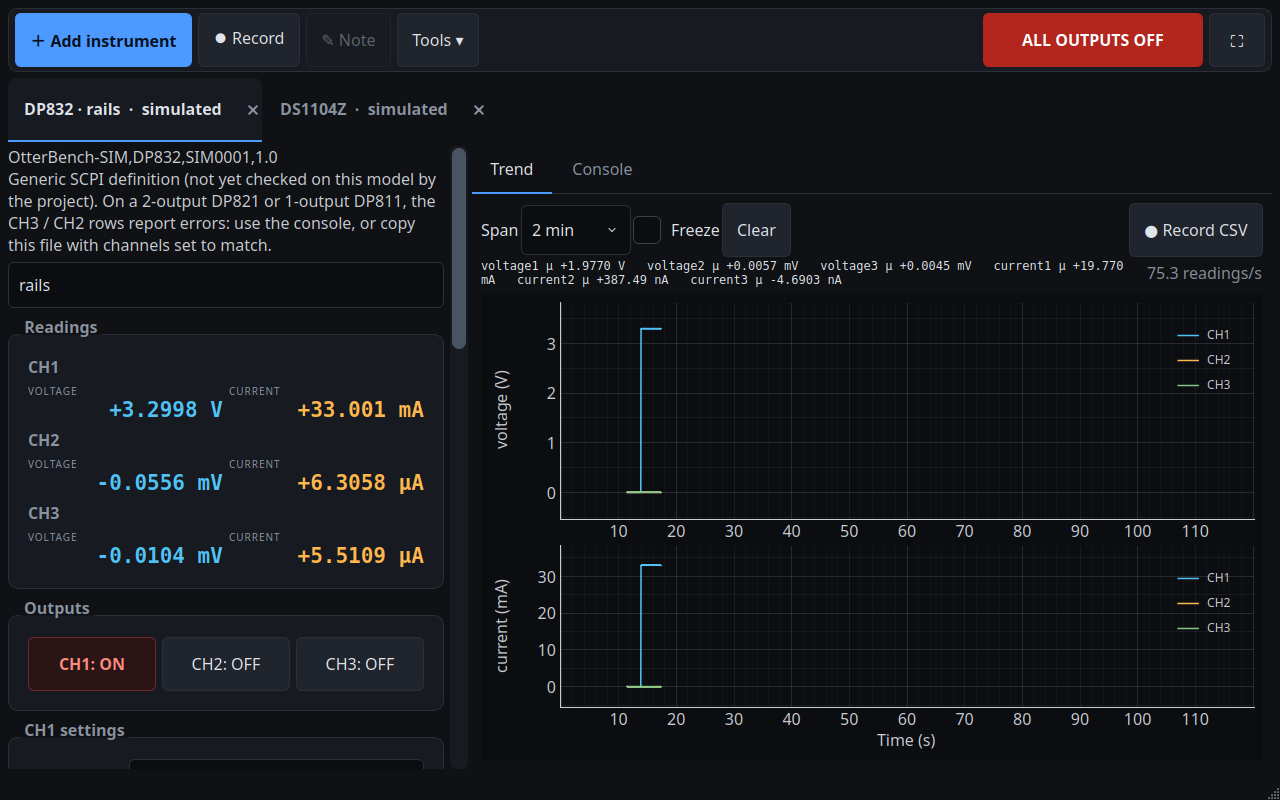 + Add instrument
● Record
✎ Note
Tools ▾
ALL OUTPUTS OFF
DP832 · rails · simulated ×
DS1104Z · simulated ×
OtterBench-SIM,DP832,SIM0001,1.0
Generic SCPI definition (not yet checked on this model by
the project). On a 2-output DP821 or 1-output DP811, the
CH3 / CH2 rows report errors: use the console, or copy
this file with channels set to match.
rails
Readings
CH1
VOLTAGE CURRENT
+3.2998 V +33.001 mA
CH2
VOLTAGE CURRENT
-0.0556 mV +6.3058 µA
CH3
VOLTAGE CURRENT
-0.0104 mV +5.5109 µA
Outputs
CH1: ON
CH2: OFF
CH3: OFF
CH1 settings
Trend
Console
Span 2 min Freeze Clear
● Record CSV
voltage1 µ +1.9770 V voltage2 µ +0.0057 mV voltage3 µ +0.0045 mV current1 µ +19.770
mA current2 µ +387.49 nA current3 µ -4.6903 nA
75.3 readings/s
voltage (V)
3
2
1
0
CH1
CH2
CH3
10 20 30 40 50 60 70 80 90 100 110
current (mA)
30
20
10
0
CH1
CH2
CH3
10 20 30 40 50 60 70 80 90 100 110
Time (s)